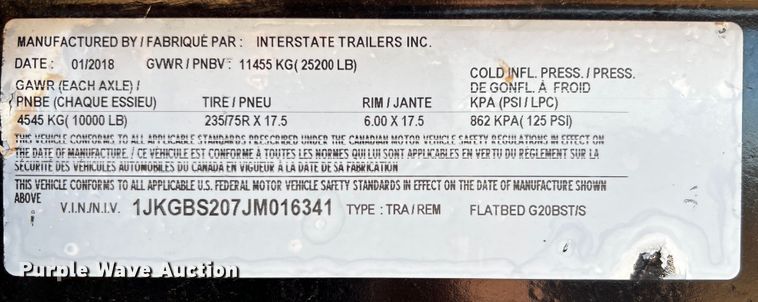 MANUFACTURED BY / FABRIQUÉ PAR : INTERSTATE TRAILERS INC.
DATE : 01/2018 GVWR / PNBV : 11455 KG( 25200 LB)
GAWR (EACH AXLE) / COLD INFL. PRESS. / PRESS.
DE GONFL. À FROID
PNBE (CHAQUE ESSIEU) TIRE / PNEU RIM / JANTE KPA (PSI / LPC)
4545 KG( 10000 LB) 235/75R X 17.5 6.00 X 17.5 862 KPA( 125 PSI)
THIS VEHICLE CONFORMS TO ALL APPLICABLE STANDARDS PRESCRIBED UNDER THE CANADIAN MOTOR VEHICLE SAFETY REGULATIONS IN EFFECT ON
THE DATE OF MANUFACTURE. / CE VÉHICULE EST CONFORME À TOUTES LES NORMES QUI LUI SONT APPLICABLES EN VERTU DU RÈGLEMENT SUR LA
SÉCURITÉ DES VÉHICULES AUTOMOBILES DU CANADA EN VIGUEUR À LA DATE DE SA FABRICATION
THIS VEHICLE CONFORMS TO ALL APPLICABLE U.S. FEDERAL MOTOR VEHICLE SAFETY STANDARDS IN EFFECT ON THE DATE OF MANUFACTURE SHOWN
ABOVE
V.I.N./N.I.V. 1JKGBS207JM016341 TYPE : TRA / REM FLATBED G20BST/S
Purple Wave Auction